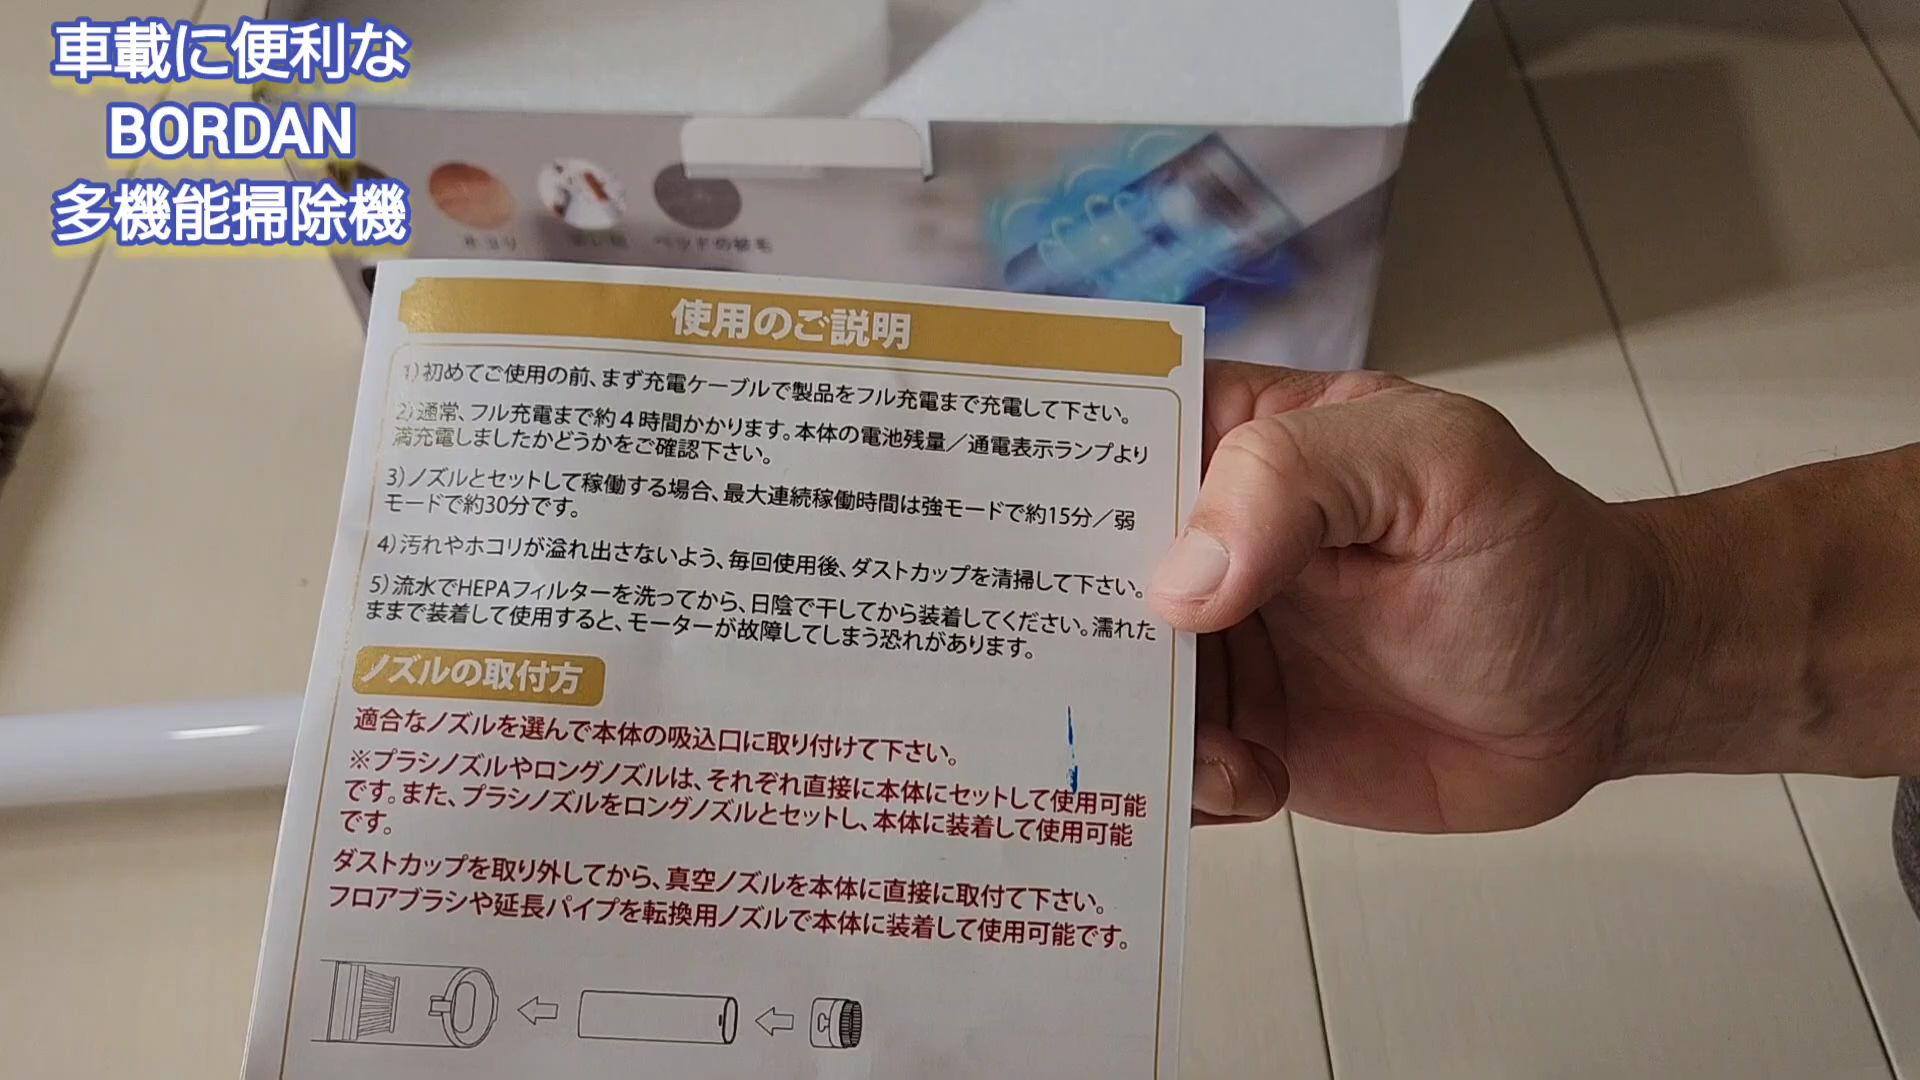 車載に便利な
BORDAN
多機能掃除機
ホコリ
ペットの抜毛
使用のご説明
1)初めてご使用の前、まず充電ケーブルで製品をフル充電まで充電して下さい。
2)通常、フル充電まで約4時間かかります。本体の電池残量／通電表示ランプより
満充電しましたかどうかをご確認下さい。
3)ノズルとセットして稼働する場合、最大連続稼働時間は強モードで約15分／弱
モードで約30分です。
4)汚れやホコリが溢れ出さないよう、毎回使用後、ダストカップを清掃して下さい。
5)流水でHEPAフィルターを洗ってから、日陰で干してから装着してください。濡れた
ままで装着して使用すると、モーターが故障してしまう恐れがあります。
ノズルの取付方
適合なノズルを選んで本体の吸込口に取り付けて下さい。
※ブラシノズルやロングノズルは、それぞれ直接に本体にセットして使用可能
です。また、ブラシノズルをロングノズルとセットし、本体に装着して使用可能
です。
ダストカップを取り外してから、真空ノズルを本体に直接に取付て下さい。
フロアブラシや延長パイプを転換用ノズルで本体に装着して使用可能です。